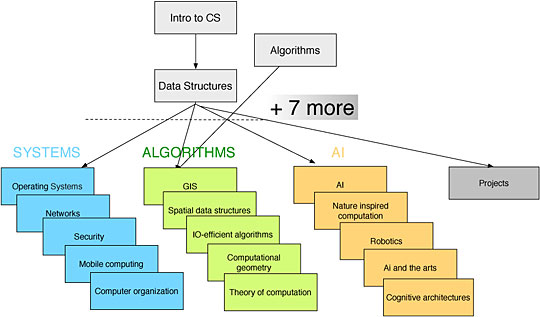 Intro to CS
Algorithms
Data Structures
+ 7 more
SYSTEMS
ALGORITHMS
AI
Operating Systems
Networks
Security
Mobile computing
Computer organization
GIS
Spatial data structures
IO-efficient algorithms
Computational
geometry
Theory of computation
AI
Nature inspired
computation
Robotics
Ai and the arts
Cognitive architectures
Projects